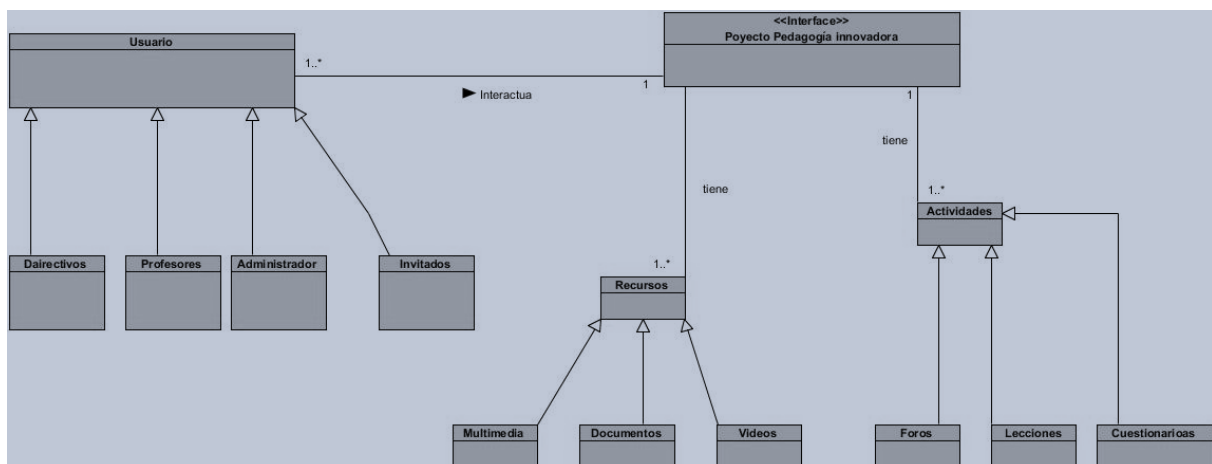 <<Interface>>
Poyecto Pedagogía innovadora
Usuario
1..*
1
Interactua
1
tiene
tiene
1..*
Actividades
Dairectivos
Profesores
Administrador
Invitados
1..*
Recursos
Multimedia
Documentos
Videos
Foros
Lecciones
Cuestionarioas